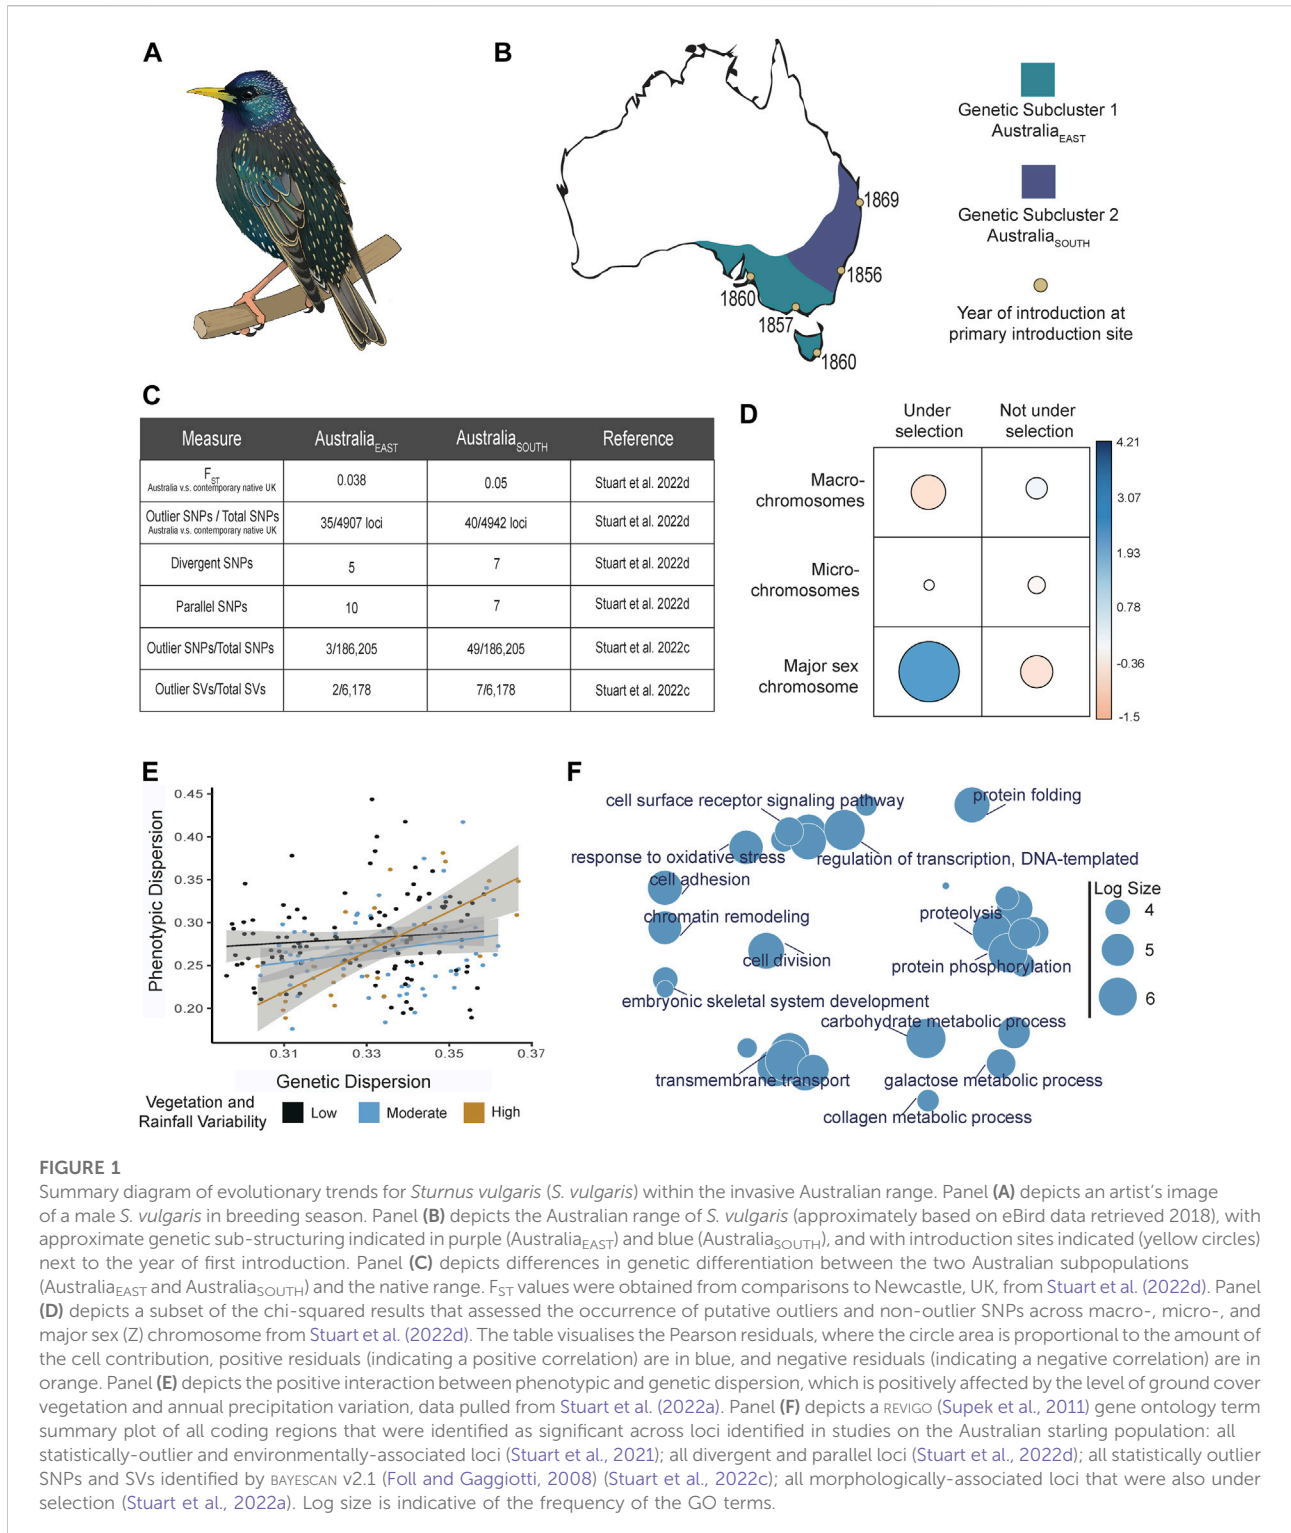 A
B
Genetic Subcluster 1
AustraliaEAST
Genetic Subcluster 2
AustraliaSOUTH
Year of introduction at
primary introduction site
1869
1856
1860
1857
1860
C
Measure AustraliaEAST AustraliaSOUTH Reference
FST
Australia v.s. contemporary native UK
0.038 0.05 Stuart et al. 2022d
Outlier SNPs / Total SNPs
Australia v.s. contemporary native UK
35/4907 loci 40/4942 loci Stuart et al. 2022d
Divergent SNPs 5 7 Stuart et al. 2022d
Parallel SNPs 10 7 Stuart et al. 2022d
Outlier SNPs/Total SNPs 3/186,205 49/186,205 Stuart et al. 2022c
Outlier SVs/Total SVs 2/6,178 7/6,178 Stuart et al. 2022c
D
Under
selection
Not under
selection
Macro-
chromosomes
Micro-
chromosomes
Major sex
chromosome
4.21
3.07
1.93
0.78
-0.36
-1.5
E
Phenotypic Dispersion
0.45
0.40
0.35
0.30
0.25
0.20
0.31 0.33 0.35 0.37
Genetic Dispersion
Vegetation and
Rainfall Variability
Low Moderate High
F
cell surface receptor signaling pathway
protein folding
response to oxidative stress
regulation of transcription, DNA-templated
cell adhesion
chromatin remodeling
proteolysis
cell division
protein phosphorylation
embryonic skeletal system development
carbohydrate metabolic process
transmembrane transport
galactose metabolic process
collagen metabolic process
Log Size
4
5
6
FIGURE 1
Summary diagram of evolutionary trends for Sturnus vulgaris (S. vulgaris) within the invasive Australian range. Panel (A) depicts an artist's image
of a male S. vulgaris in breeding season. Panel (B) depicts the Australian range of S. vulgaris (approximately based on eBird data retrieved 2018), with
approximate genetic sub-structuring indicated in purple (AustraliaEAST) and blue (AustraliaSOUTH), and with introduction sites indicated (yellow circles)
next to the year of first introduction. Panel (C) depicts differences in genetic differentiation between the two Australian subpopulations
(AustraliaEAST and AustraliaSOUTH) and the native range. FST values were obtained from comparisons to Newcastle, UK, from Stuart et al. (2022d). Panel
(D) depicts a subset of the chi-squared results that assessed the occurrence of putative outliers and non-outlier SNPs across macro-, micro-, and
major sex (Z) chromosome from Stuart et al. (2022d). The table visualises the Pearson residuals, where the circle area is proportional to the amount of
the cell contribution, positive residuals (indicating a positive correlation) are in blue, and negative residuals (indicating a negative correlation) are in
orange. Panel (E) depicts the positive interaction between phenotypic and genetic dispersion, which is positively affected by the level of ground cover
vegetation and annual precipitation variation, data pulled from Stuart et al. (2022a). Panel (F) depicts a REVIGO (Supek et al., 2011) gene ontology term
summary plot of all coding regions that were identified as significant across loci identified in studies on the Australian starling population: all
statistically-outlier and environmentally-associated loci (Stuart et al., 2021); all divergent and parallel loci (Stuart et al., 2022d); all statistically outlier
SNPs and SVs identified by BAYESCAN v2.1 (Foll and Gaggiotti, 2008) (Stuart et al., 2022c); all morphologically-associated loci that were also under
selection (Stuart et al., 2022a). Log size is indicative of the frequency of the GO terms.